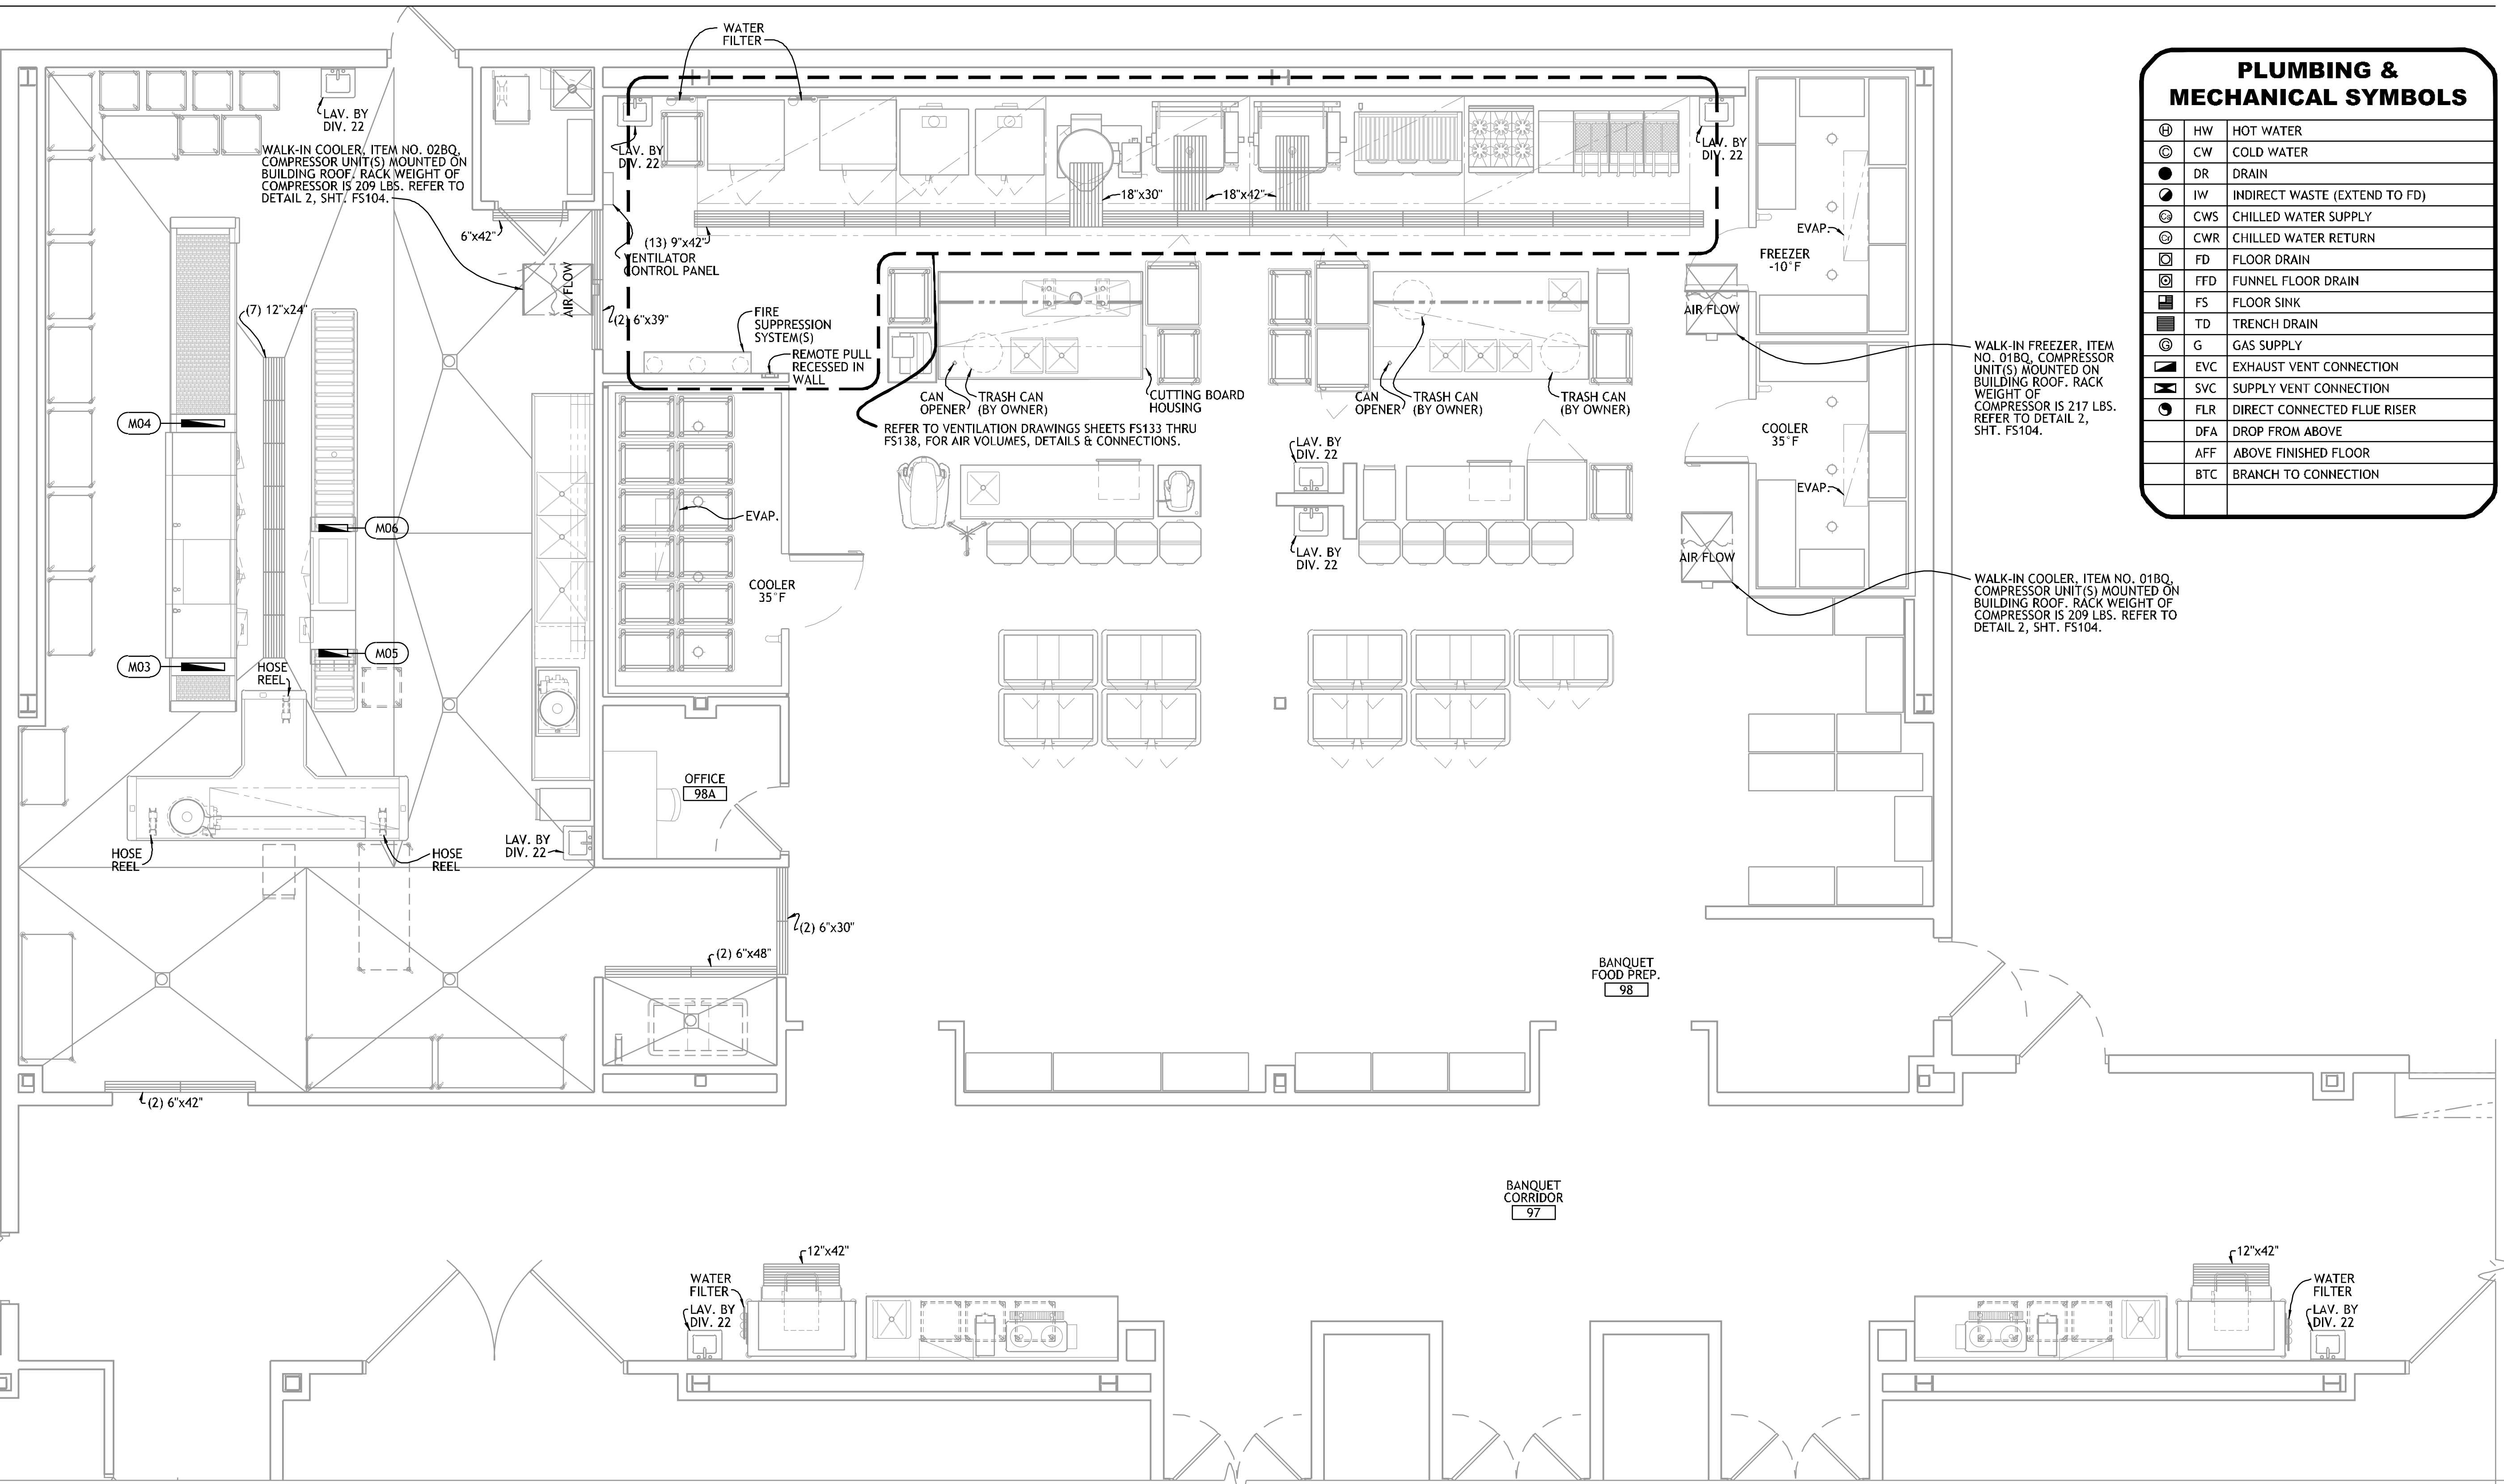 WATER
FILTER
LAV. BY
DIV. 22
WALK-IN COOLER, ITEM NO. 02BQ,
COMPRESSOR UNIT(S) MOUNTED ON
BUILDING ROOF. RACK WEIGHT OF
COMPRESSOR IS 209 LBS. REFER TO
DETAIL 2, SHT. FS104.
LAV. BY
DIV. 22
LAV. BY
DIV. 22
18"x30"
18"x42"
6"x42"
(13) 9"x42"
VENTILATOR
CONTROL PANEL
AIR FLOW
(2) 6"x39"
(7) 12"x24"
FIRE
SUPPRESSION
SYSTEM(S)
REMOTE PULL
RECESSED IN
WALL
EVAP.
FREEZER
-10°F
AIR FLOW
WALK-IN FREEZER, ITEM
NO. 01BQ, COMPRESSOR
UNIT(S) MOUNTED ON
BUILDING ROOF. RACK
WEIGHT OF
COMPRESSOR IS 217 LBS.
REFER TO DETAIL 2,
SHT. FS104.
CAN
OPENER
TRASH CAN
(BY OWNER)
CUTTING BOARD
HOUSING
CAN
OPENER
TRASH CAN
(BY OWNER)
TRASH CAN
(BY OWNER)
REFER TO VENTILATION DRAWINGS SHEETS FS133 THRU
FS138, FOR AIR VOLUMES, DETAILS & CONNECTIONS.
M04
COOLER
35°F
LAV. BY
DIV. 22
EVAP.
EVAP.
M06
LAV. BY
DIV. 22
AIR FLOW
COOLER
35°F
WALK-IN COOLER, ITEM NO. 01BQ,
COMPRESSOR UNIT(S) MOUNTED ON
BUILDING ROOF. RACK WEIGHT OF
COMPRESSOR IS 209 LBS. REFER TO
DETAIL 2, SHT. FS104.
M05
M03
HOSE
REEL
OFFICE
98A
LAV. BY
DIV. 22
HOSE
REEL
HOSE
REEL
(2) 6"x30"
(2) 6"x48"
BANQUET
FOOD PREP.
98
(2) 6"x42"
BANQUET
CORRIDOR
97
12"x42"
WATER
FILTER
LAV. BY
DIV. 22
12"x42"
WATER
FILTER
LAV. BY
DIV. 22
PLUMBING &
MECHANICAL SYMBOLS
H HW HOT WATER
C CW COLD WATER
DR DRAIN
IW INDIRECT WASTE (EXTEND TO FD)
CWS CHILLED WATER SUPPLY
CWR CHILLED WATER RETURN
FD FLOOR DRAIN
FFD FUNNEL FLOOR DRAIN
FS FLOOR SINK
TD TRENCH DRAIN
G G GAS SUPPLY
EVC EXHAUST VENT CONNECTION
SVC SUPPLY VENT CONNECTION
FLR DIRECT CONNECTED FLUE RISER
DFA DROP FROM ABOVE
AFF ABOVE FINISHED FLOOR
BTC BRANCH TO CONNECTION